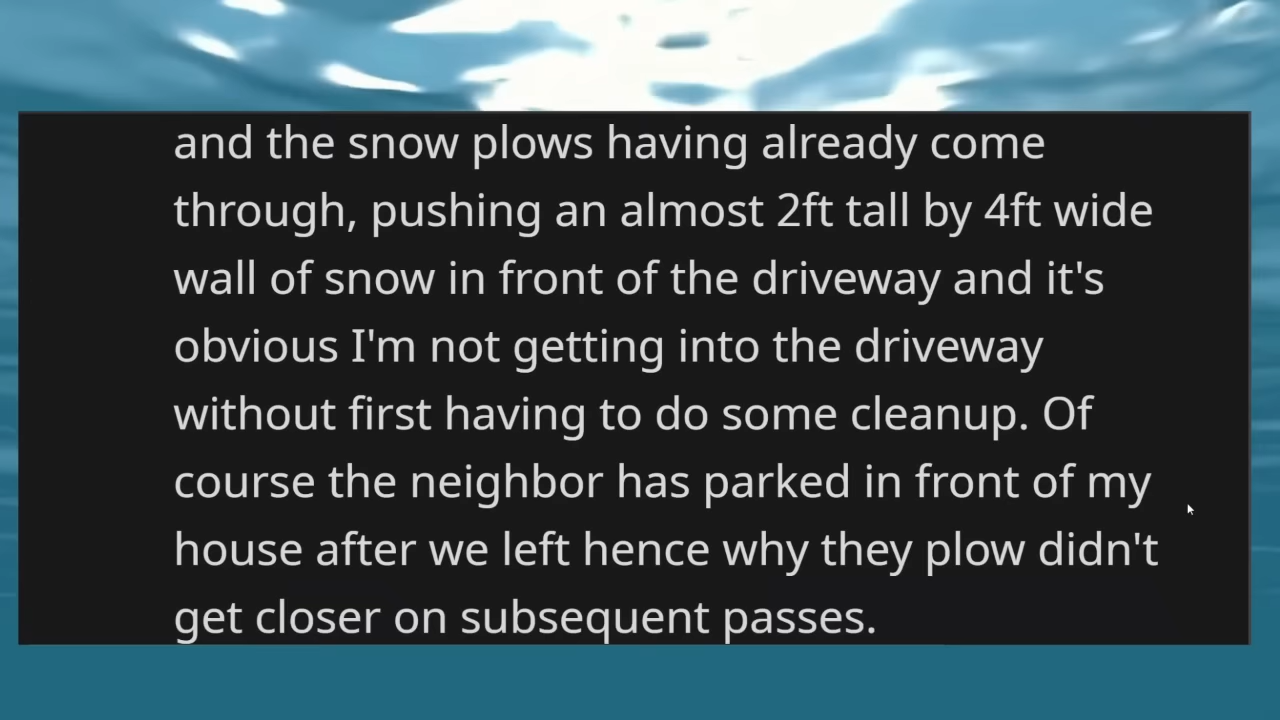 and the snow plows having already come
through, pushing an almost 2ft tall by 4ft wide
wall of snow in front of the driveway and it's
obvious I'm not getting into the driveway
without first having to do some cleanup. Of
course the neighbor has parked in front of my
house after we left hence why they plow didn't
get closer on subsequent passes.